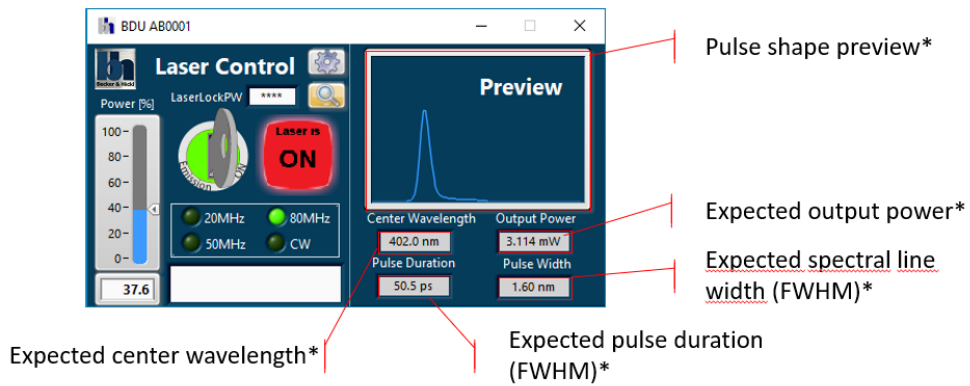 BDU AB0001
Becker & Hickl
Laser Control
Power [%]
LaserLockPW ****
100
80
60
40
20
0
37.6
Emission ON
Laser is
ON
20MHz
80MHz
50MHz
CW
Preview
Center Wavelength
Output Power
402.0 nm
3.114 mW
Pulse Duration
Pulse Width
50.5 ps
1.60 nm
Pulse shape preview*
Expected output power*
Expected spectral line
width (FWHM)*
Expected center wavelength*
Expected pulse duration
(FWHM)*